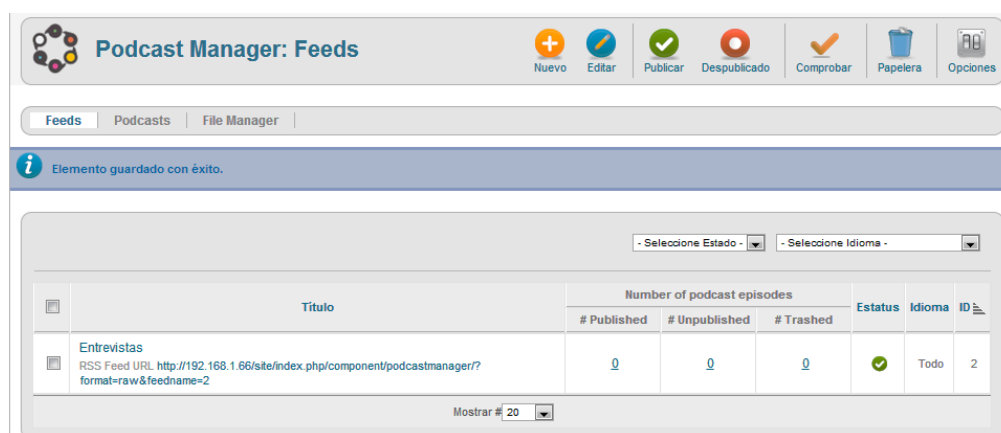 Podcast Manager: Feeds
Nuevo Editar Publicar Despublicado Comprobar Papelera Opciones
Feeds Podcasts File Manager
i Elemento guardado con éxito.
- Seleccione Estado - - Seleccione Idioma -
Título Number of podcast episodes Estatus Idioma ID
# Published # Unpublished # Trashed
Entrevistas
RSS Feed URL http://192.168.1.66/site/index.php/component/podcastmanager/? 0 0 0 Todo 2
format=raw&feedname=2
Mostrar # 20